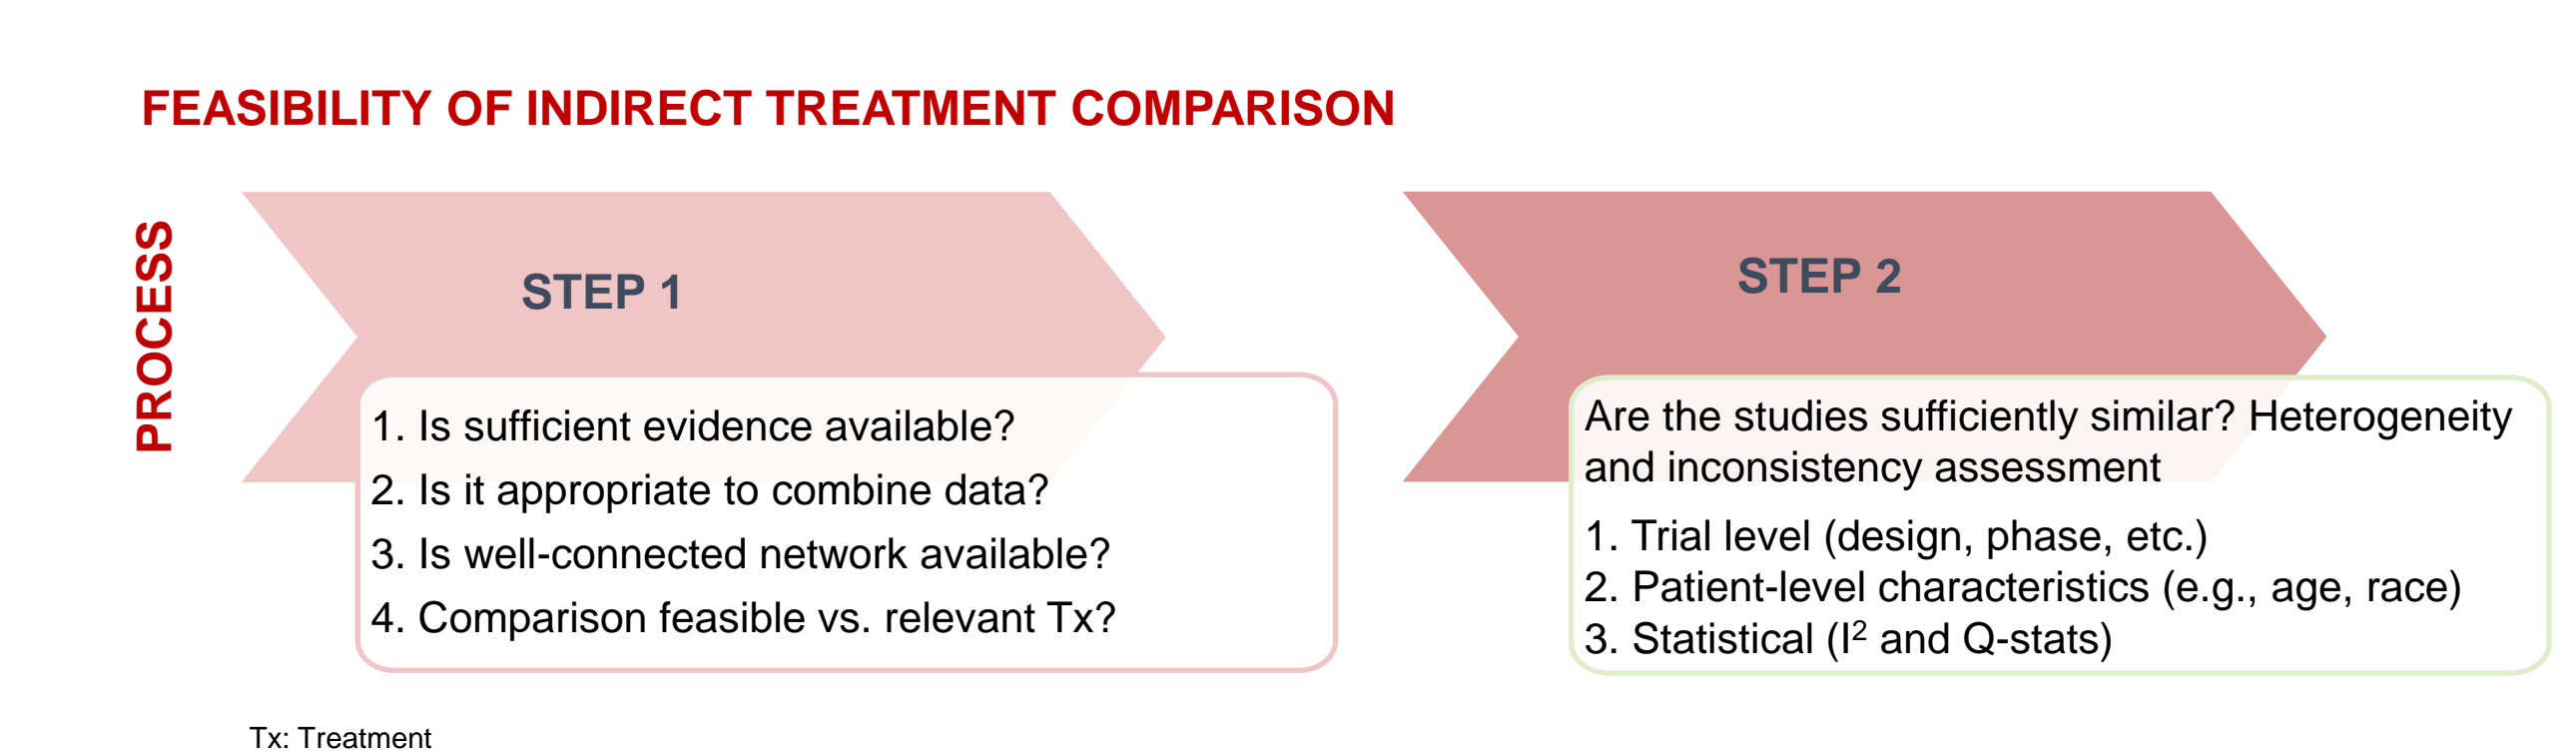 FEASIBILITY OF INDIRECT TREATMENT COMPARISON
PROCESS
STEP 1
1. Is sufficient evidence available?
2. Is it appropriate to combine data?
3. Is well-connected network available?
4. Comparison feasible vs. relevant Tx?
STEP 2
Are the studies sufficiently similar? Heterogeneity
and inconsistency assessment
1. Trial level (design, phase, etc.)
2. Patient-level characteristics (e.g., age, race)
3. Statistical (I² and Q-stats)
Tx: Treatment